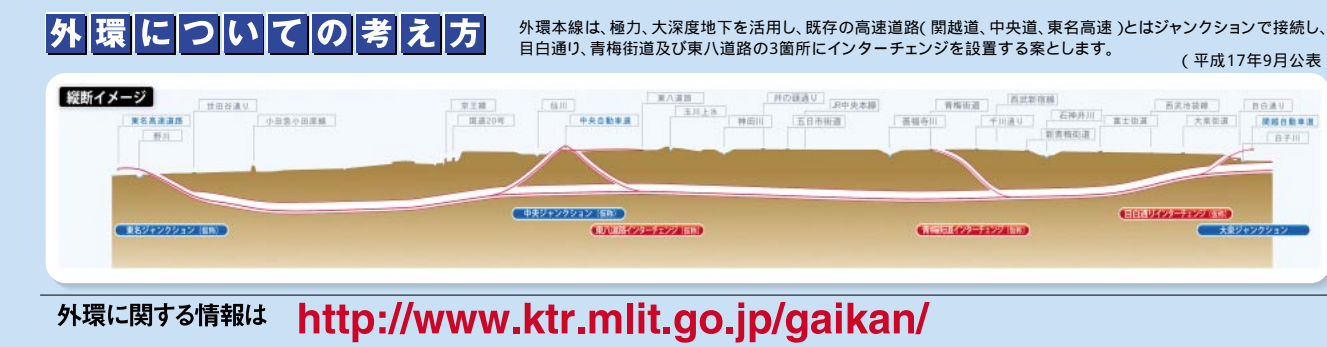 外環についての考え方
外環本線は、極力、大深度地下を活用し、既存の高速道路(関越道、中央道、東名高速)とはジャンクションで接続し、
目白通り、青梅街道及び東八道路の3箇所にインターチェンジを設置する案とします。
(平成17年9月公表
縦断イメージ
東名高速道路
野川
世田谷通り
小田急小田原線
京王線
国道20号
仙川
中央自動車道
東八道路
玉川上水
神田川
井の頭通り
五日市街道
JR中央本線
善福寺川
青梅街道
千川通り
西武新宿線
新青梅街道
石神井川
富士街道
西武池袋線
大泉街道
目白通り
関越自動車道
白子川
東名ジャンクション(仮称)
中央ジャンクション(仮称)
東八道路インターチェンジ(仮称)
青梅街道インターチェンジ(仮称)
目白通りインターチェンジ(仮称)
大泉ジャンクション
外環に関する情報は http://www.ktr.mlit.go.jp/gaikan/